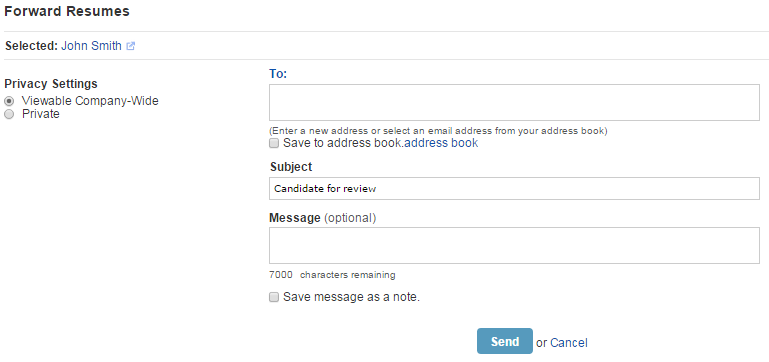 Forward Resumes
Selected: John Smith
Privacy Settings
Viewable Company-Wide
Private
To:
(Enter a new address or select an email address from your address book)
Save to address book.address book
Subject
Candidate for review
Message (optional)
7000 characters remaining
Save message as a note.
Send or Cancel